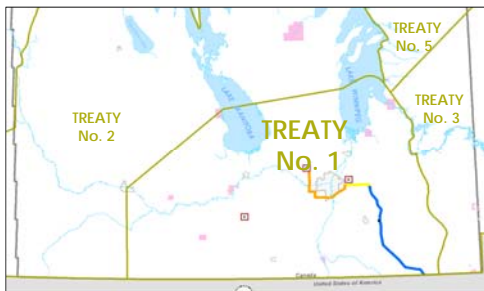 TREATY
No. 5
TREATY
No. 3
TREATY
No. 2
LAKE MANITOBA
LAKE WINNIPEG
TREATY
No. 1
Canada
United States of America